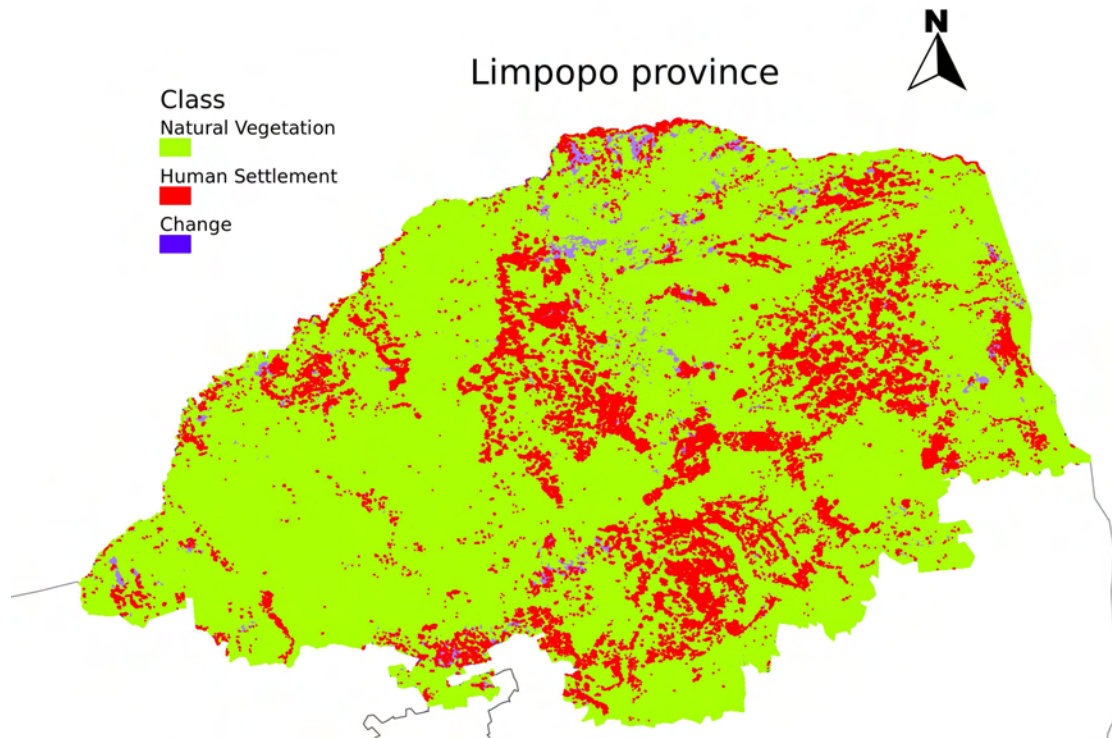 N
Limpopo province
Class
Natural Vegetation
Human Settlement
Change